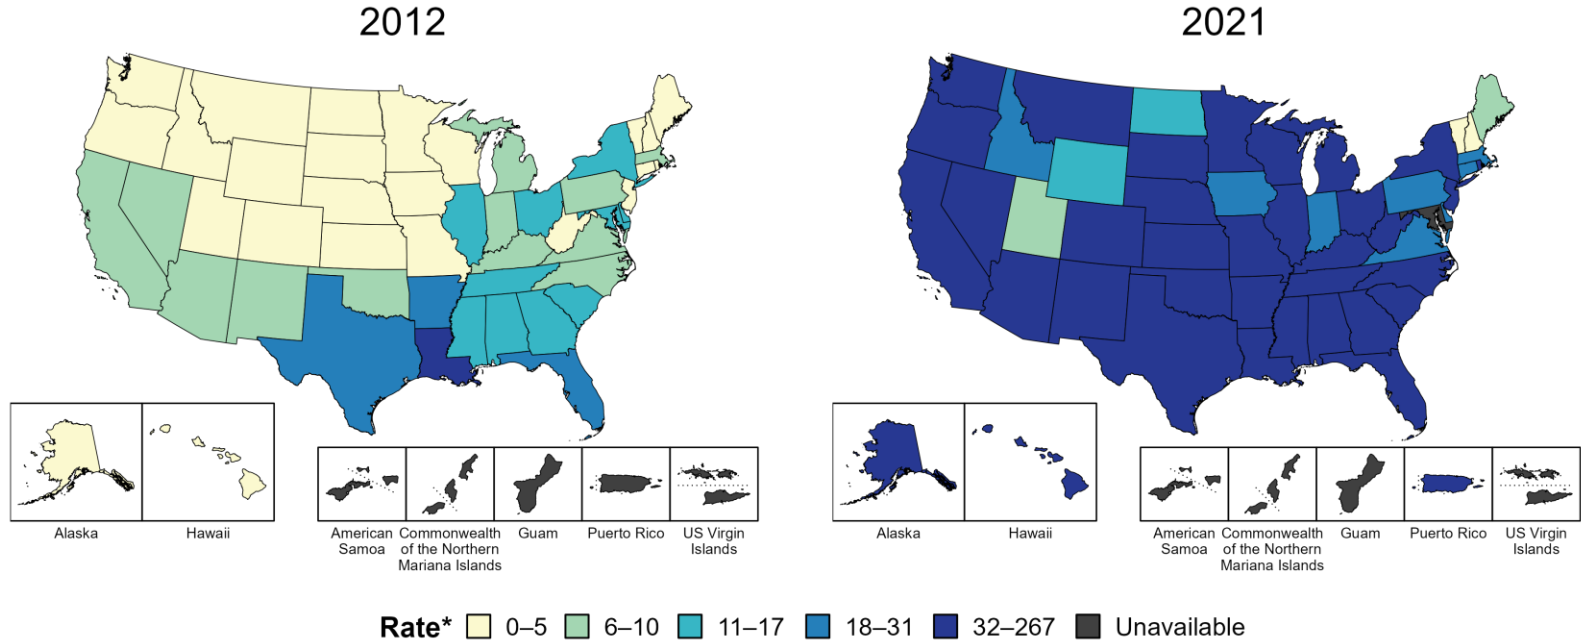 2012
2021
Alaska
Hawaii
American
Samoa
Commonwealth
of the Northern
Mariana Islands
Guam
Puerto Rico
US Virgin
Islands
Alaska
Hawaii
American
Samoa
Commonwealth
of the Northern
Mariana Islands
Guam
Puerto Rico
US Virgin
Islands
Rate* 0–5 6–10 11–17 18–31 32–267 Unavailable